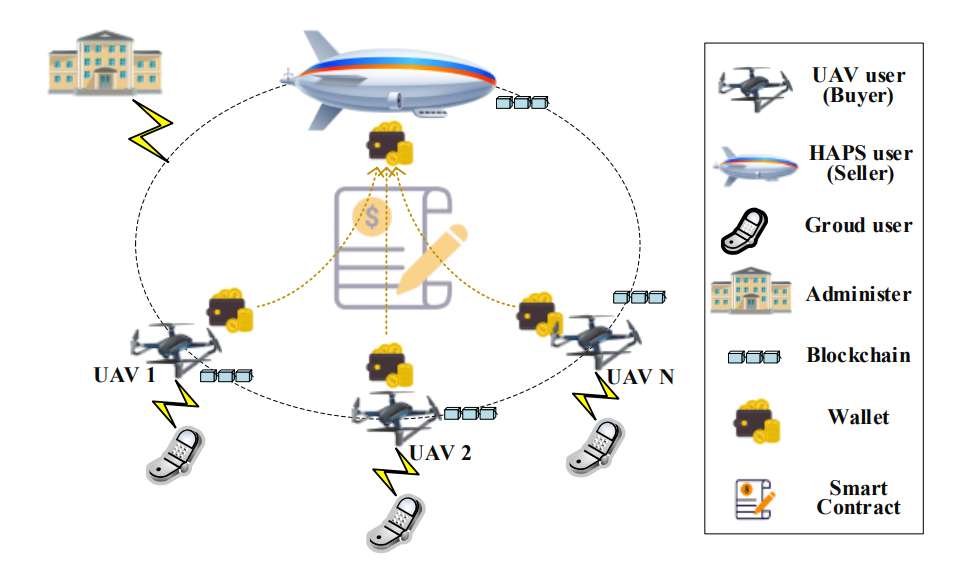 UAV 1
UAV 2
UAV N
$
UAV user
(Buyer)
HAPS user
(Seller)
Groud user
Administer
Blockchain
Wallet
Smart
Contract